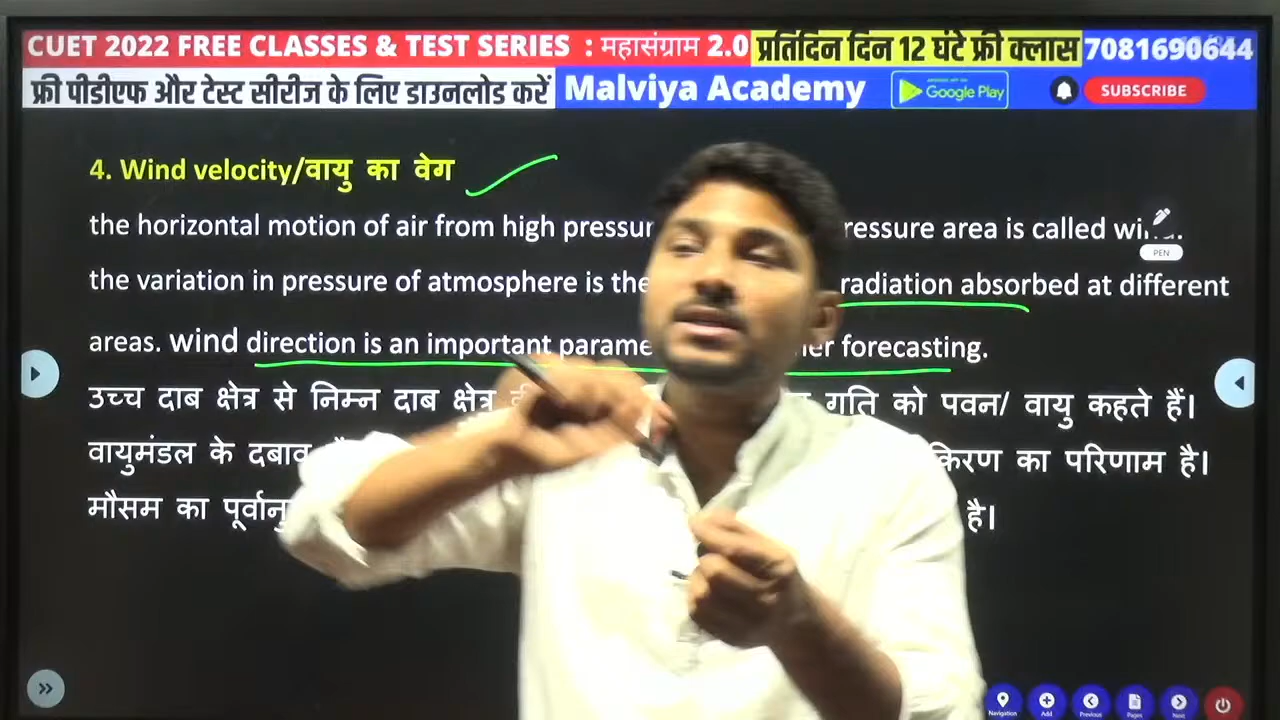 CUET 2022 FREE CLASSES & TEST SERIES : महासंग्राम 2.0 प्रतिदिन दिन 12 घंटे फ्री क्लास 7081690644
फ्री पीडीएफ और टेस्ट सीरीज के लिए डाउनलोड करें Malviya Academy Google Play SUBSCRIBE
4. Wind velocity/वायु का वेग
the horizontal motion of air from high pressur ressure area is called
PEN
the variation in pressure of atmosphere is the radiation absorbed at different
areas. wind direction is an important parame forecasting.
उच्च दाब क्षेत्र से निम्न दाब क्षेत्र गति को पवन/ वायु कहते हैं।
वायुमंडल के दबाव किरण का परिणाम है।
मौसम का पूर्वानु है।
Navigation Add Previous Pages Next